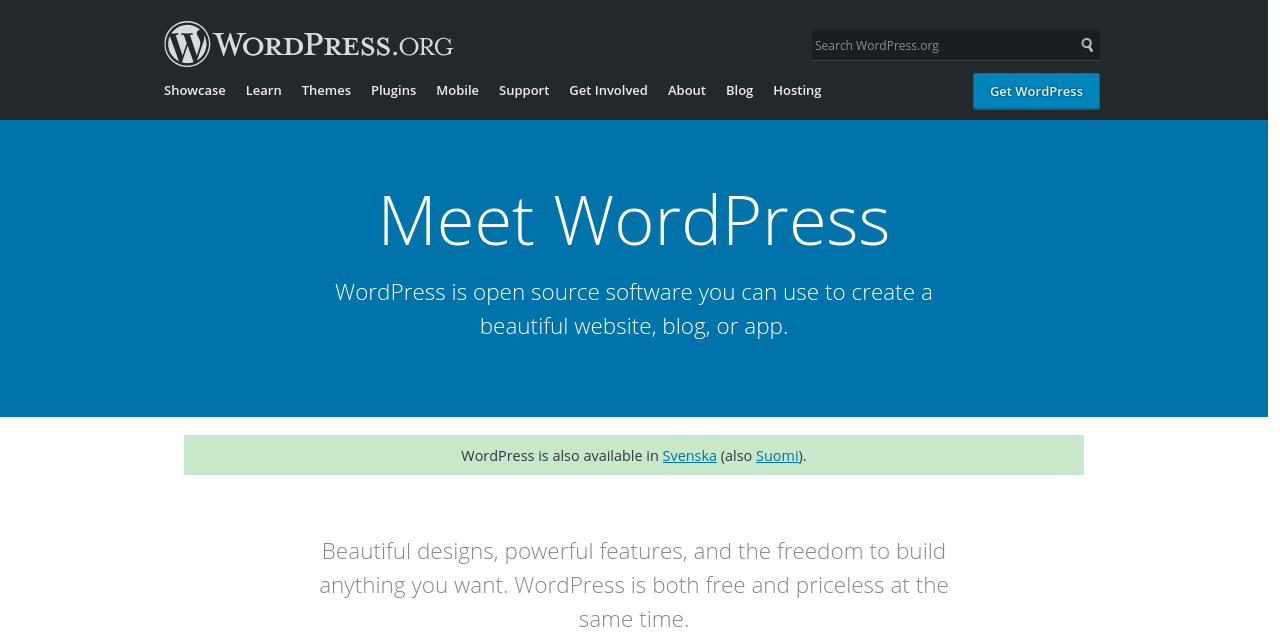 WORDPRESS.ORG
Search WordPress.org
Showcase Learn Themes Plugins Mobile Support Get Involved About Blog Hosting
Get WordPress
Meet WordPress
WordPress is open source software you can use to create a
beautiful website, blog, or app.
WordPress is also available in Svenska (also Suomi).
Beautiful designs, powerful features, and the freedom to build
anything you want. WordPress is both free and priceless at the
same time.